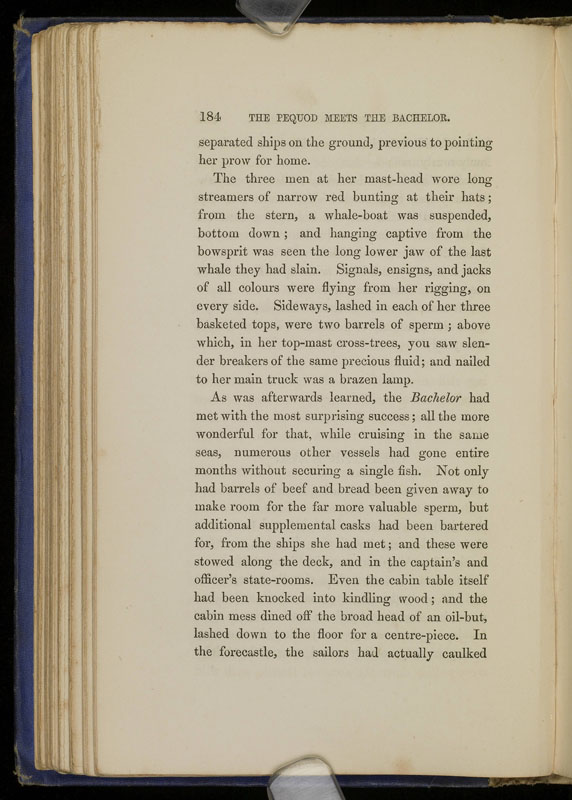 184 THE PEQUOD MEETS THE BACHELOR.
separated ships on the ground, previous to pointing
her prow for home.
The three men at her mast-head wore long
streamers of narrow red bunting at their hats;
from the stern, a whale-boat was suspended,
bottom down; and hanging captive from the
bowsprit was seen the long lower jaw of the last
whale they had slain. Signals, ensigns, and jacks
of all colours were flying from her rigging, on
every side. Sideways, lashed in each of her three
basketed tops, were two barrels of sperm; above
which, in her top-mast cross-trees, you saw slen-
der breakers of the same precious fluid; and nailed
to her main truck was a brazen lamp.
As was afterwards learned, the Bachelor had
met with the most surprising success; all the more
wonderful for that, while cruising in the same
seas, numerous other vessels had gone entire
months without securing a single fish. Not only
had barrels of beef and bread been given away to
make room for the far more valuable sperm, but
additional supplemental casks had been bartered
for, from the ships she had met; and these were
stowed along the deck, and in the captain's and
officer's state-rooms. Even the cabin table itself
had been knocked into kindling wood; and the
cabin mess dined off the broad head of an oil-but,
lashed down to the floor for a centre-piece. In
the forecastle, the sailors had actually caulked